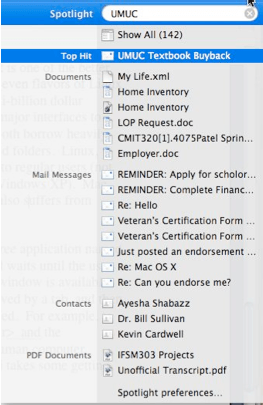 Spotlight UMUC
Show All (142)
Top Hit UMUC Textbook Buyback
Documents My Life.xml
Home Inventory
Home Inventory
LOP Request.doc
CMIT320[1].4075Patel Sprin...
Employer.doc
Mail Messages REMINDER: Apply for scholor...
REMINDER: Complete Financ...
Re: Hello
Veteran's Certification Form ...
Veteran's Certification Form ...
Just posted an endorsement ...
Re: Mac OS X
Re: Can you endorse me?
Contacts Ayesha Shabazz
Dr. Bill Sullivan
Kevin Cardwell
PDF Documents IFSM303 Projects
Unofficial Transcript.pdf
Spotlight preferences...